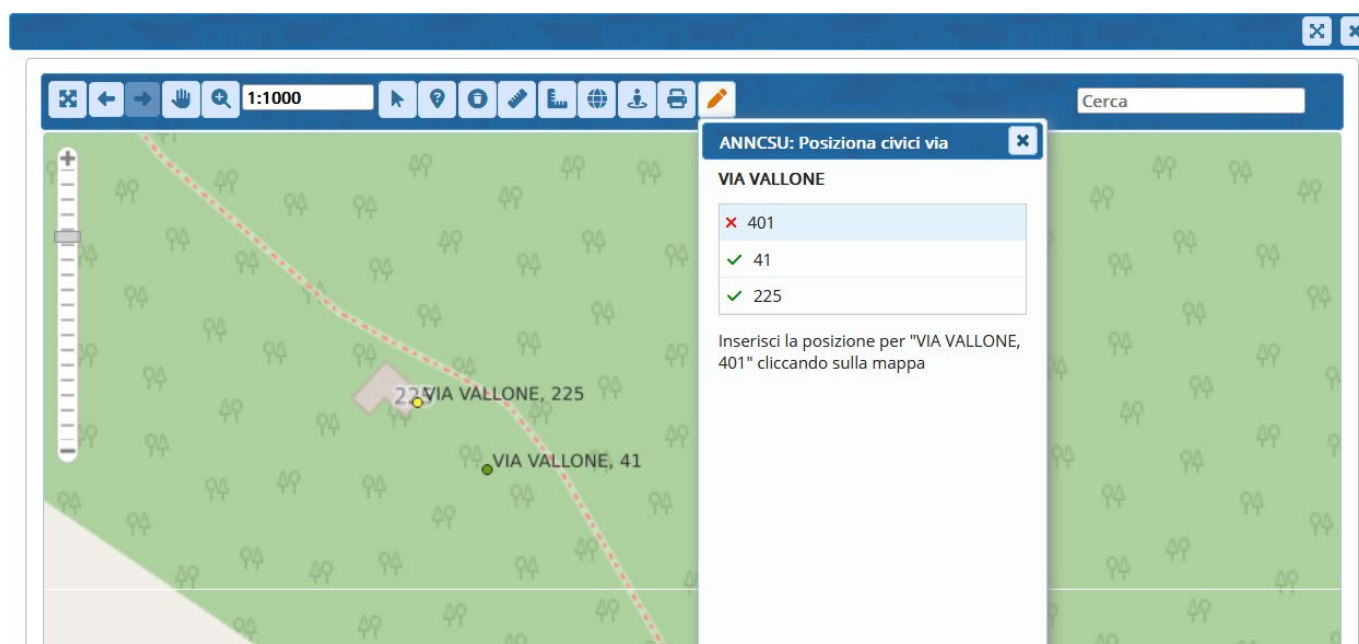 1:1000
Cerca
ANNCSU: Posiziona civici via
VIA VALLONE
401
41
225
Inserisci la posizione per "VIA VALLONE,
401" cliccando sulla mappa
225
VIA VALLONE, 225
VIA VALLONE, 41